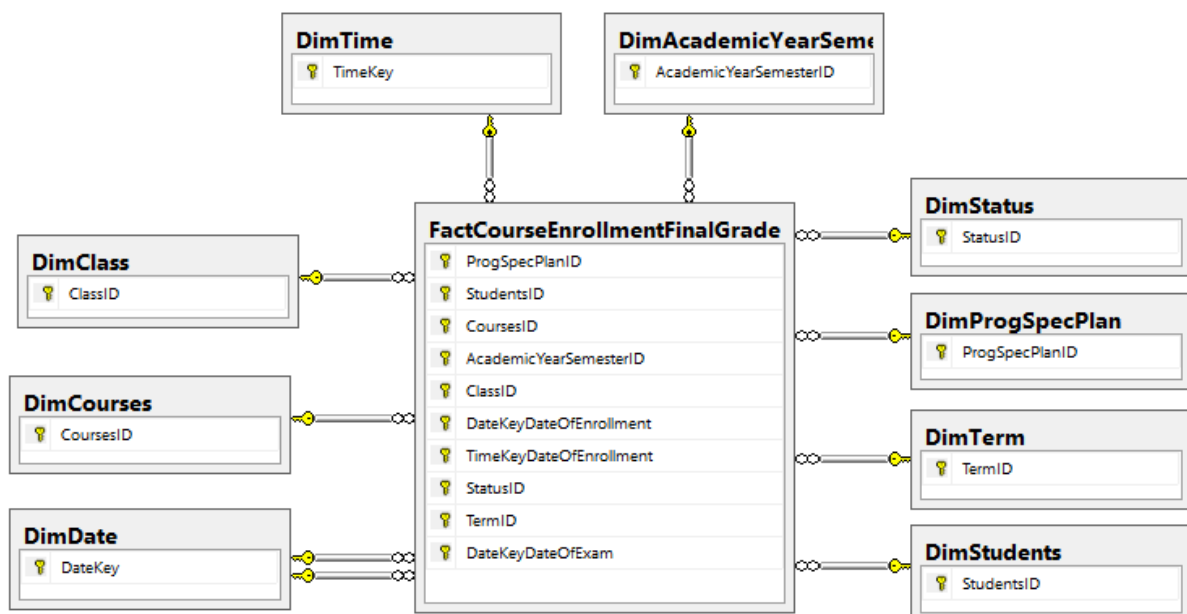 DimTime
TimeKey
DimAcademicYearSeme
AcademicYearSemesterID
DimClass
ClassID
DimCourses
CoursesID
DimDate
DateKey
FactCourseEnrollmentFinalGrade
ProgSpecPlanID
StudentsID
CoursesID
AcademicYearSemesterID
ClassID
DateKeyDateOfEnrollment
TimeKeyDateOfEnrollment
StatusID
TermID
DateKeyDateOfExam
DimStatus
StatusID
DimProgSpecPlan
ProgSpecPlanID
DimTerm
TermID
DimStudents
StudentsID